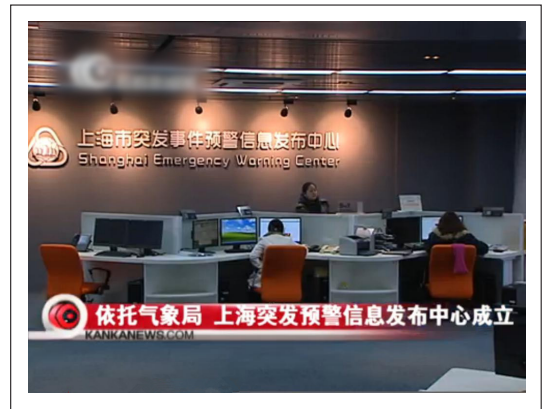 上海市突发事件预警信息发布中心
Shanghai Emergency Warning Center
依托气象局 上海突发预警信息发布中心成立
KANKANEWS.COM